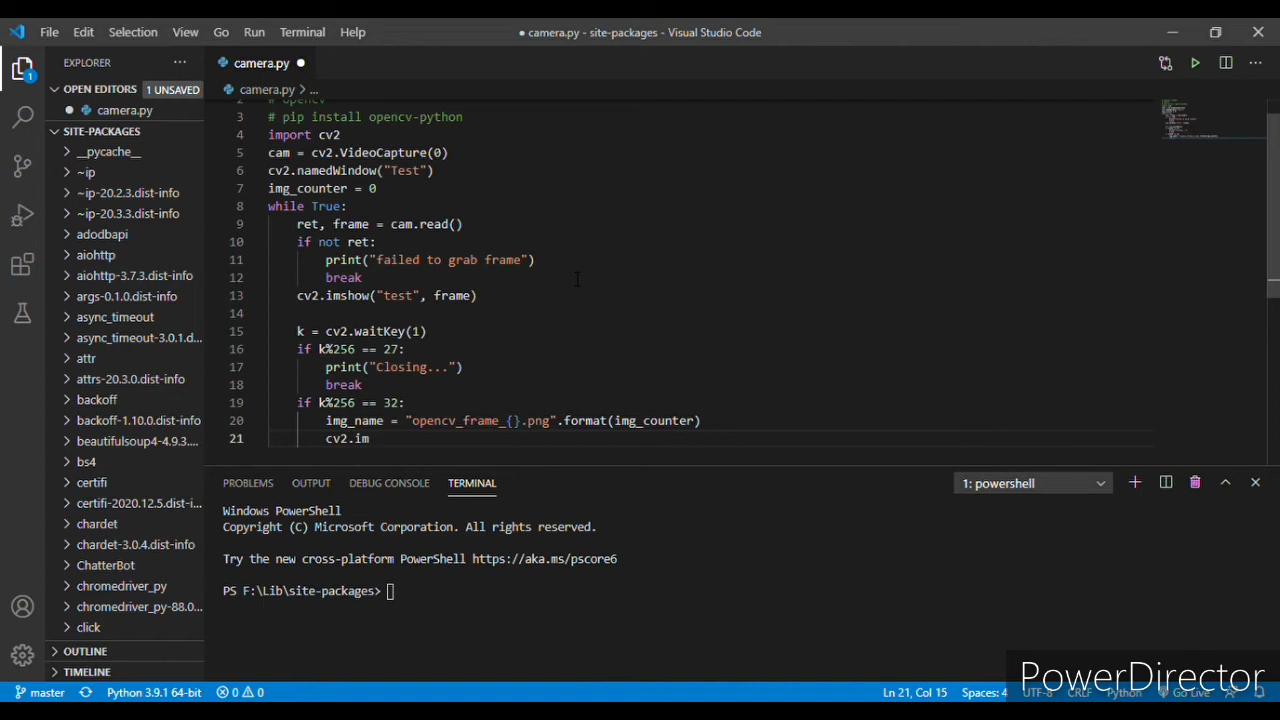 File Edit Selection View Go Run Terminal Help
● camera.py - site-packages - Visual Studio Code
EXPLORER
camera.py
OPEN EDITORS 1 UNSAVED
camera.py > ...
camera.py
SITE-PACKAGES
__pycache__
~ip
~ip-20.2.3.dist-info
~ip-20.3.3.dist-info
adodbapi
aiohttp
aiohttp-3.7.3.dist-info
args-0.1.0.dist-info
async_timeout
async_timeout-3.0.1.d...
attr
attrs-20.3.0.dist-info
backoff
backoff-1.10.0.dist-info
beautifulsoup4-4.9.3....
bs4
certifi
certifi-2020.12.5.dist-i...
chardet
chardet-3.0.4.dist-info
ChatterBot
chromedriver_py
chromedriver_py-88.0...
click
OUTLINE
TIMELINE
2 # opencv
3 # pip install opencv-python
4 import cv2
5 cam = cv2.VideoCapture(0)
6 cv2.namedWindow("Test")
7 img_counter = 0
8 while True:
9 ret, frame = cam.read()
10 if not ret:
11 print("failed to grab frame")
12 break
13 cv2.imshow("test", frame)
14
15 k = cv2.waitKey(1)
16 if k%256 == 27:
17 print("Closing...")
18 break
19 if k%256 == 32:
20 img_name = "opencv_frame_{}.png".format(img_counter)
21 cv2.im
PROBLEMS OUTPUT DEBUG CONSOLE TERMINAL 1: powershell
Windows PowerShell
Copyright (C) Microsoft Corporation. All rights reserved.
Try the new cross-platform PowerShell https://aka.ms/pscore6
PS F:\Lib\site-packages>
PowerDirector
master Python 3.9.1 64-bit 0 0 Ln 21, Col 15 Spaces: 4 UTF-8 CRLF Python Go Live
1